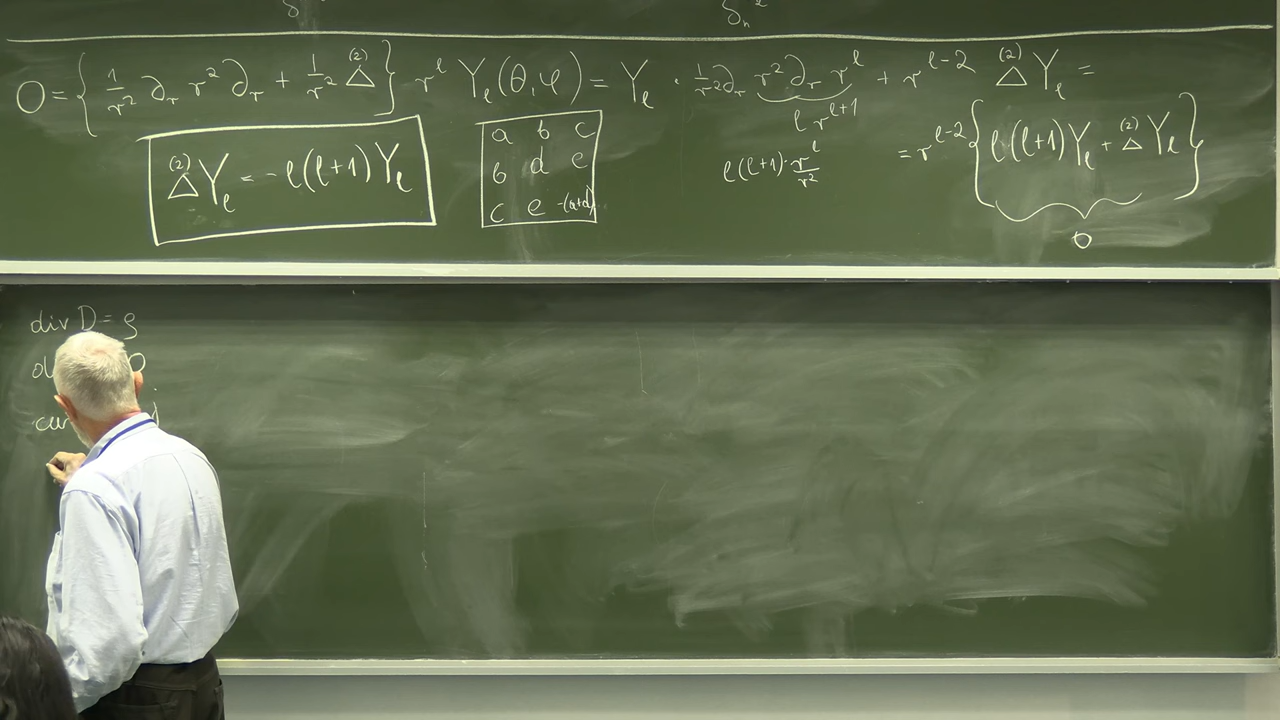 0 = { 1/r² ∂_r r² ∂_r + 1/r² Δ^(2) } r^l Y_l(θ,φ) = Y_l · 1/r² ∂_r r² ∂_r r^l + r^(l-2) Δ^(2) Y_l =
l·r^(l+1)
l(l+1)· r^l/r²
= r^(l-2) { l(l+1)Y_l + Δ^(2) Y_l }
0
Δ^(2) Y_l = -l(l+1) Y_l
a b c
b d e
c e -(a+d)
div D = ρ